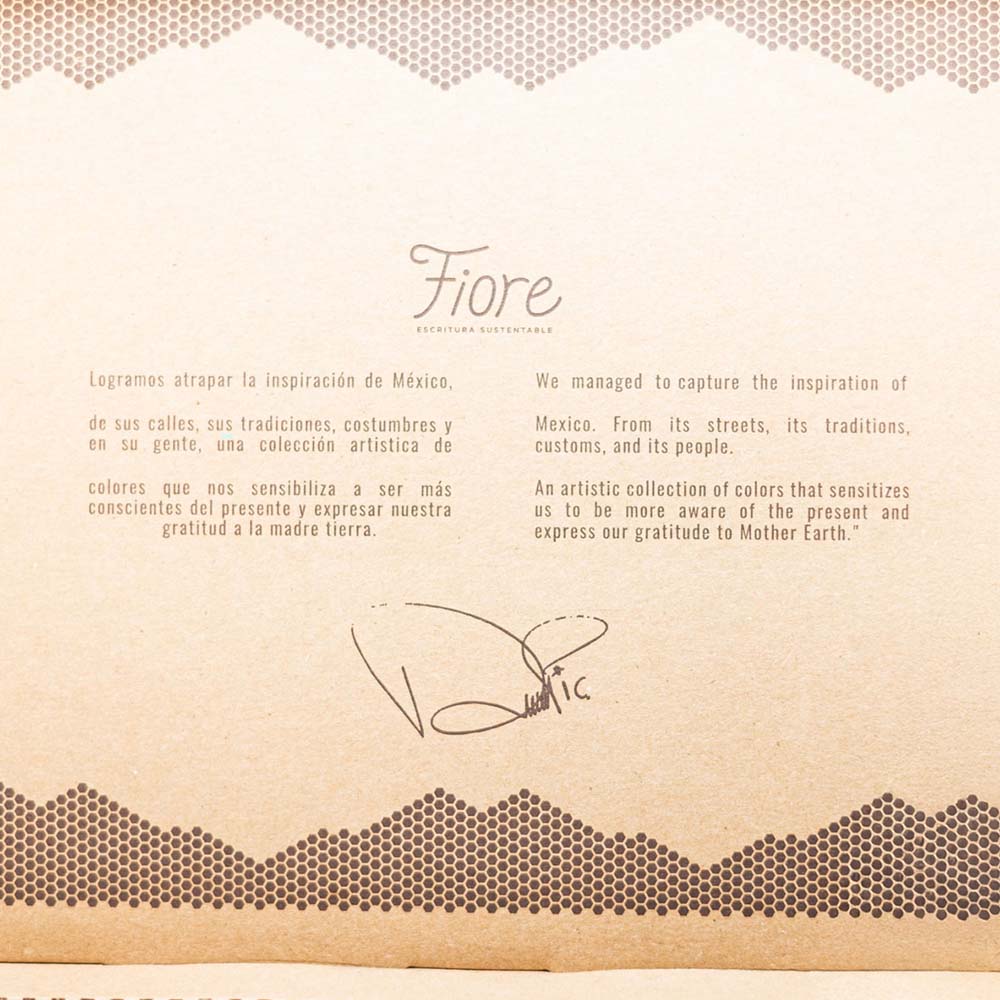 Fiore
ESCRITURA SUSTENTABLE
Logramos atrapar la inspiración de México,
de sus calles, sus tradiciones, costumbres y
en su gente, una colección artistica de
colores que nos sensibiliza a ser más
conscientes del presente y expresar nuestra
gratitud a la madre tierra.
We managed to capture the inspiration of
Mexico. From its streets, its traditions,
customs, and its people.
An artistic collection of colors that sensitizes
us to be more aware of the present and
express our gratitude to Mother Earth."